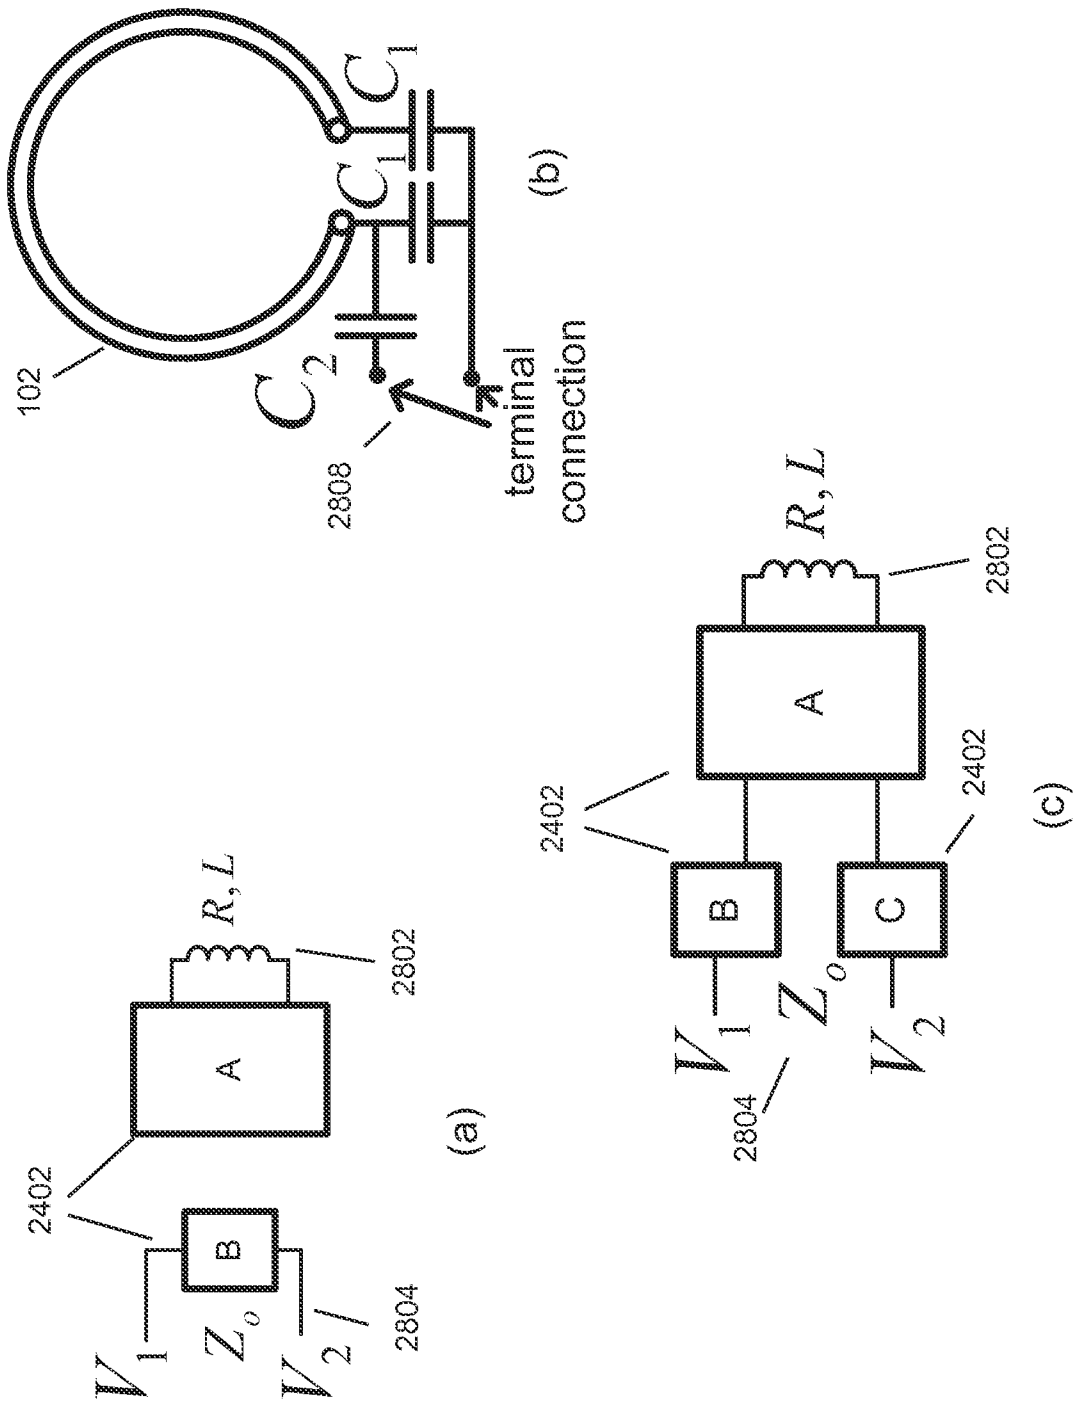 2402
V1
Zo
V2
B
A
R, L
2802
2804
(a)
102
C1
C1
C2
2808
terminal
connection
(b)
2402
V1
Zo
V2
B
C
A
R, L
2802
2804
2402
(c)